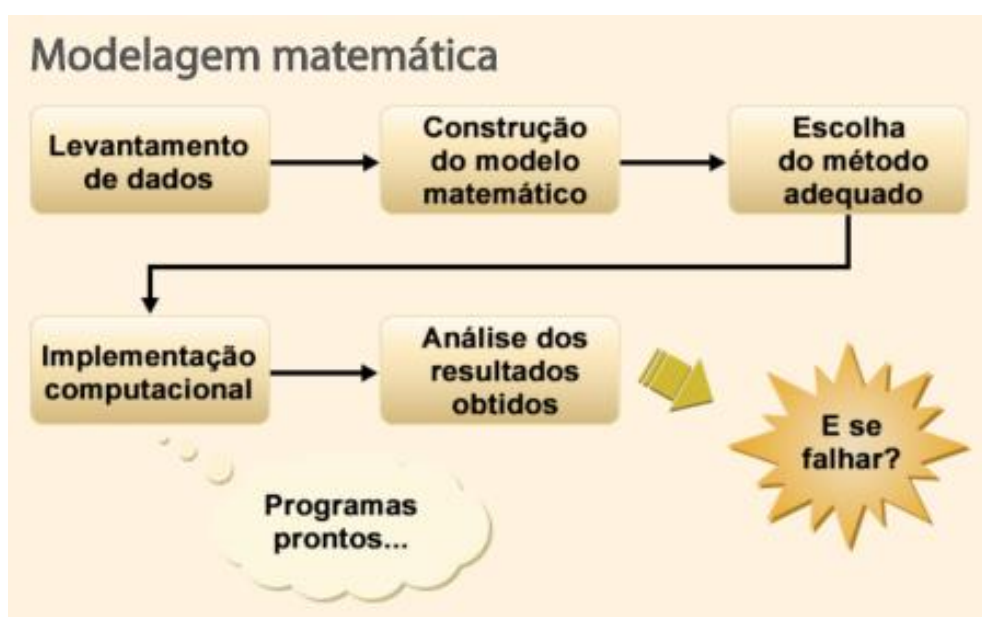 Modelagem matemática
Levantamento
de dados
Construção
do modelo
matemático
Escolha
do método
adequado
Implementação
computacional
Análise dos
resultados
obtidos
E se
falhar?
Programas
prontos...